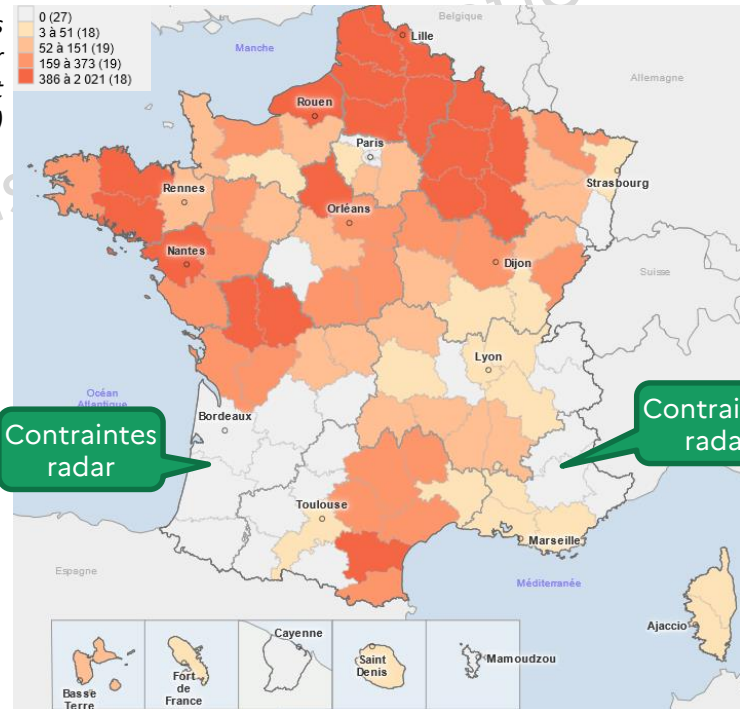 s
r
t
)
0 (27)
3 à 51 (18)
52 à 151 (19)
159 à 373 (19)
386 à 2 021 (18)
Belgique
Manche
Lille
Allemagne
Rouen
Paris
Strasbourg
Rennes
Orléans
Nantes
Dijon
Suisse
Lyon
Océan
Atlantique
Bordeaux
Contraintes
radar
Contrai
rada
Toulouse
Marseille
Espagne
Méditerranée
Ajaccio
Basse
Terre
Fort
de
France
Cayenne
Saint
Denis
Mamoudzou